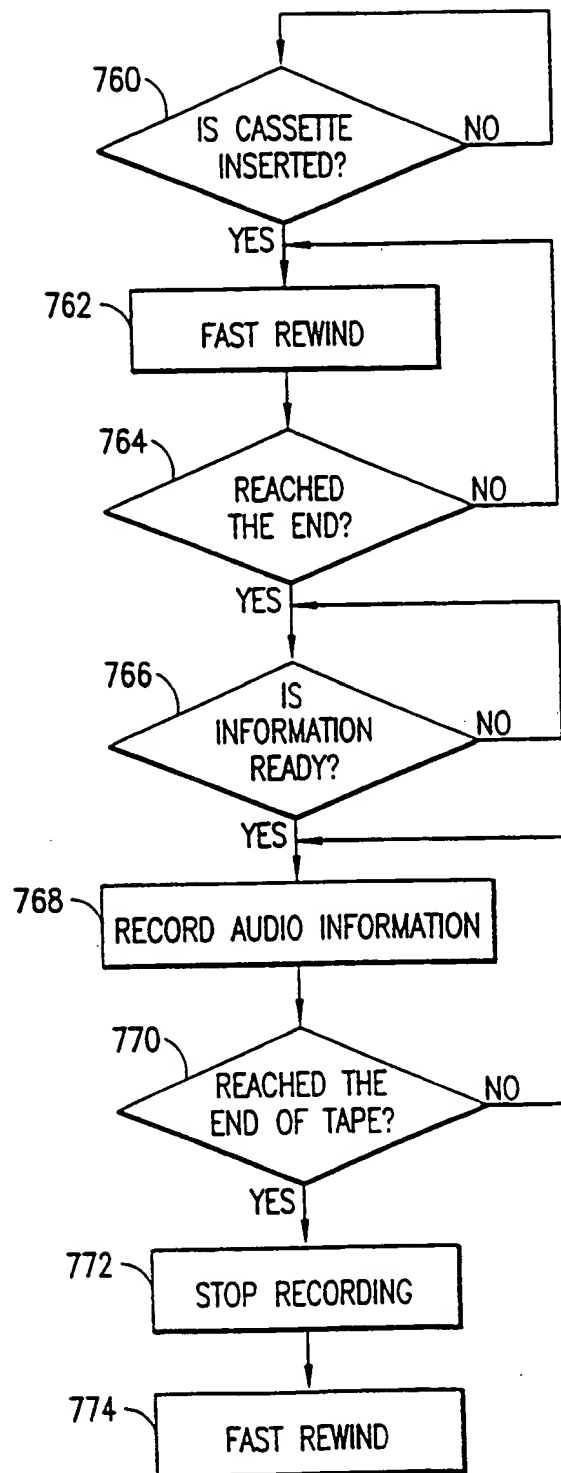 760
IS CASSETTE
INSERTED?
NO
YES
762
FAST REWIND
764
REACHED
THE END?
NO
YES
766
IS
INFORMATION
READY?
NO
YES
768
RECORD AUDIO INFORMATION
770
REACHED THE
END OF TAPE?
NO
YES
772
STOP RECORDING
774
FAST REWIND